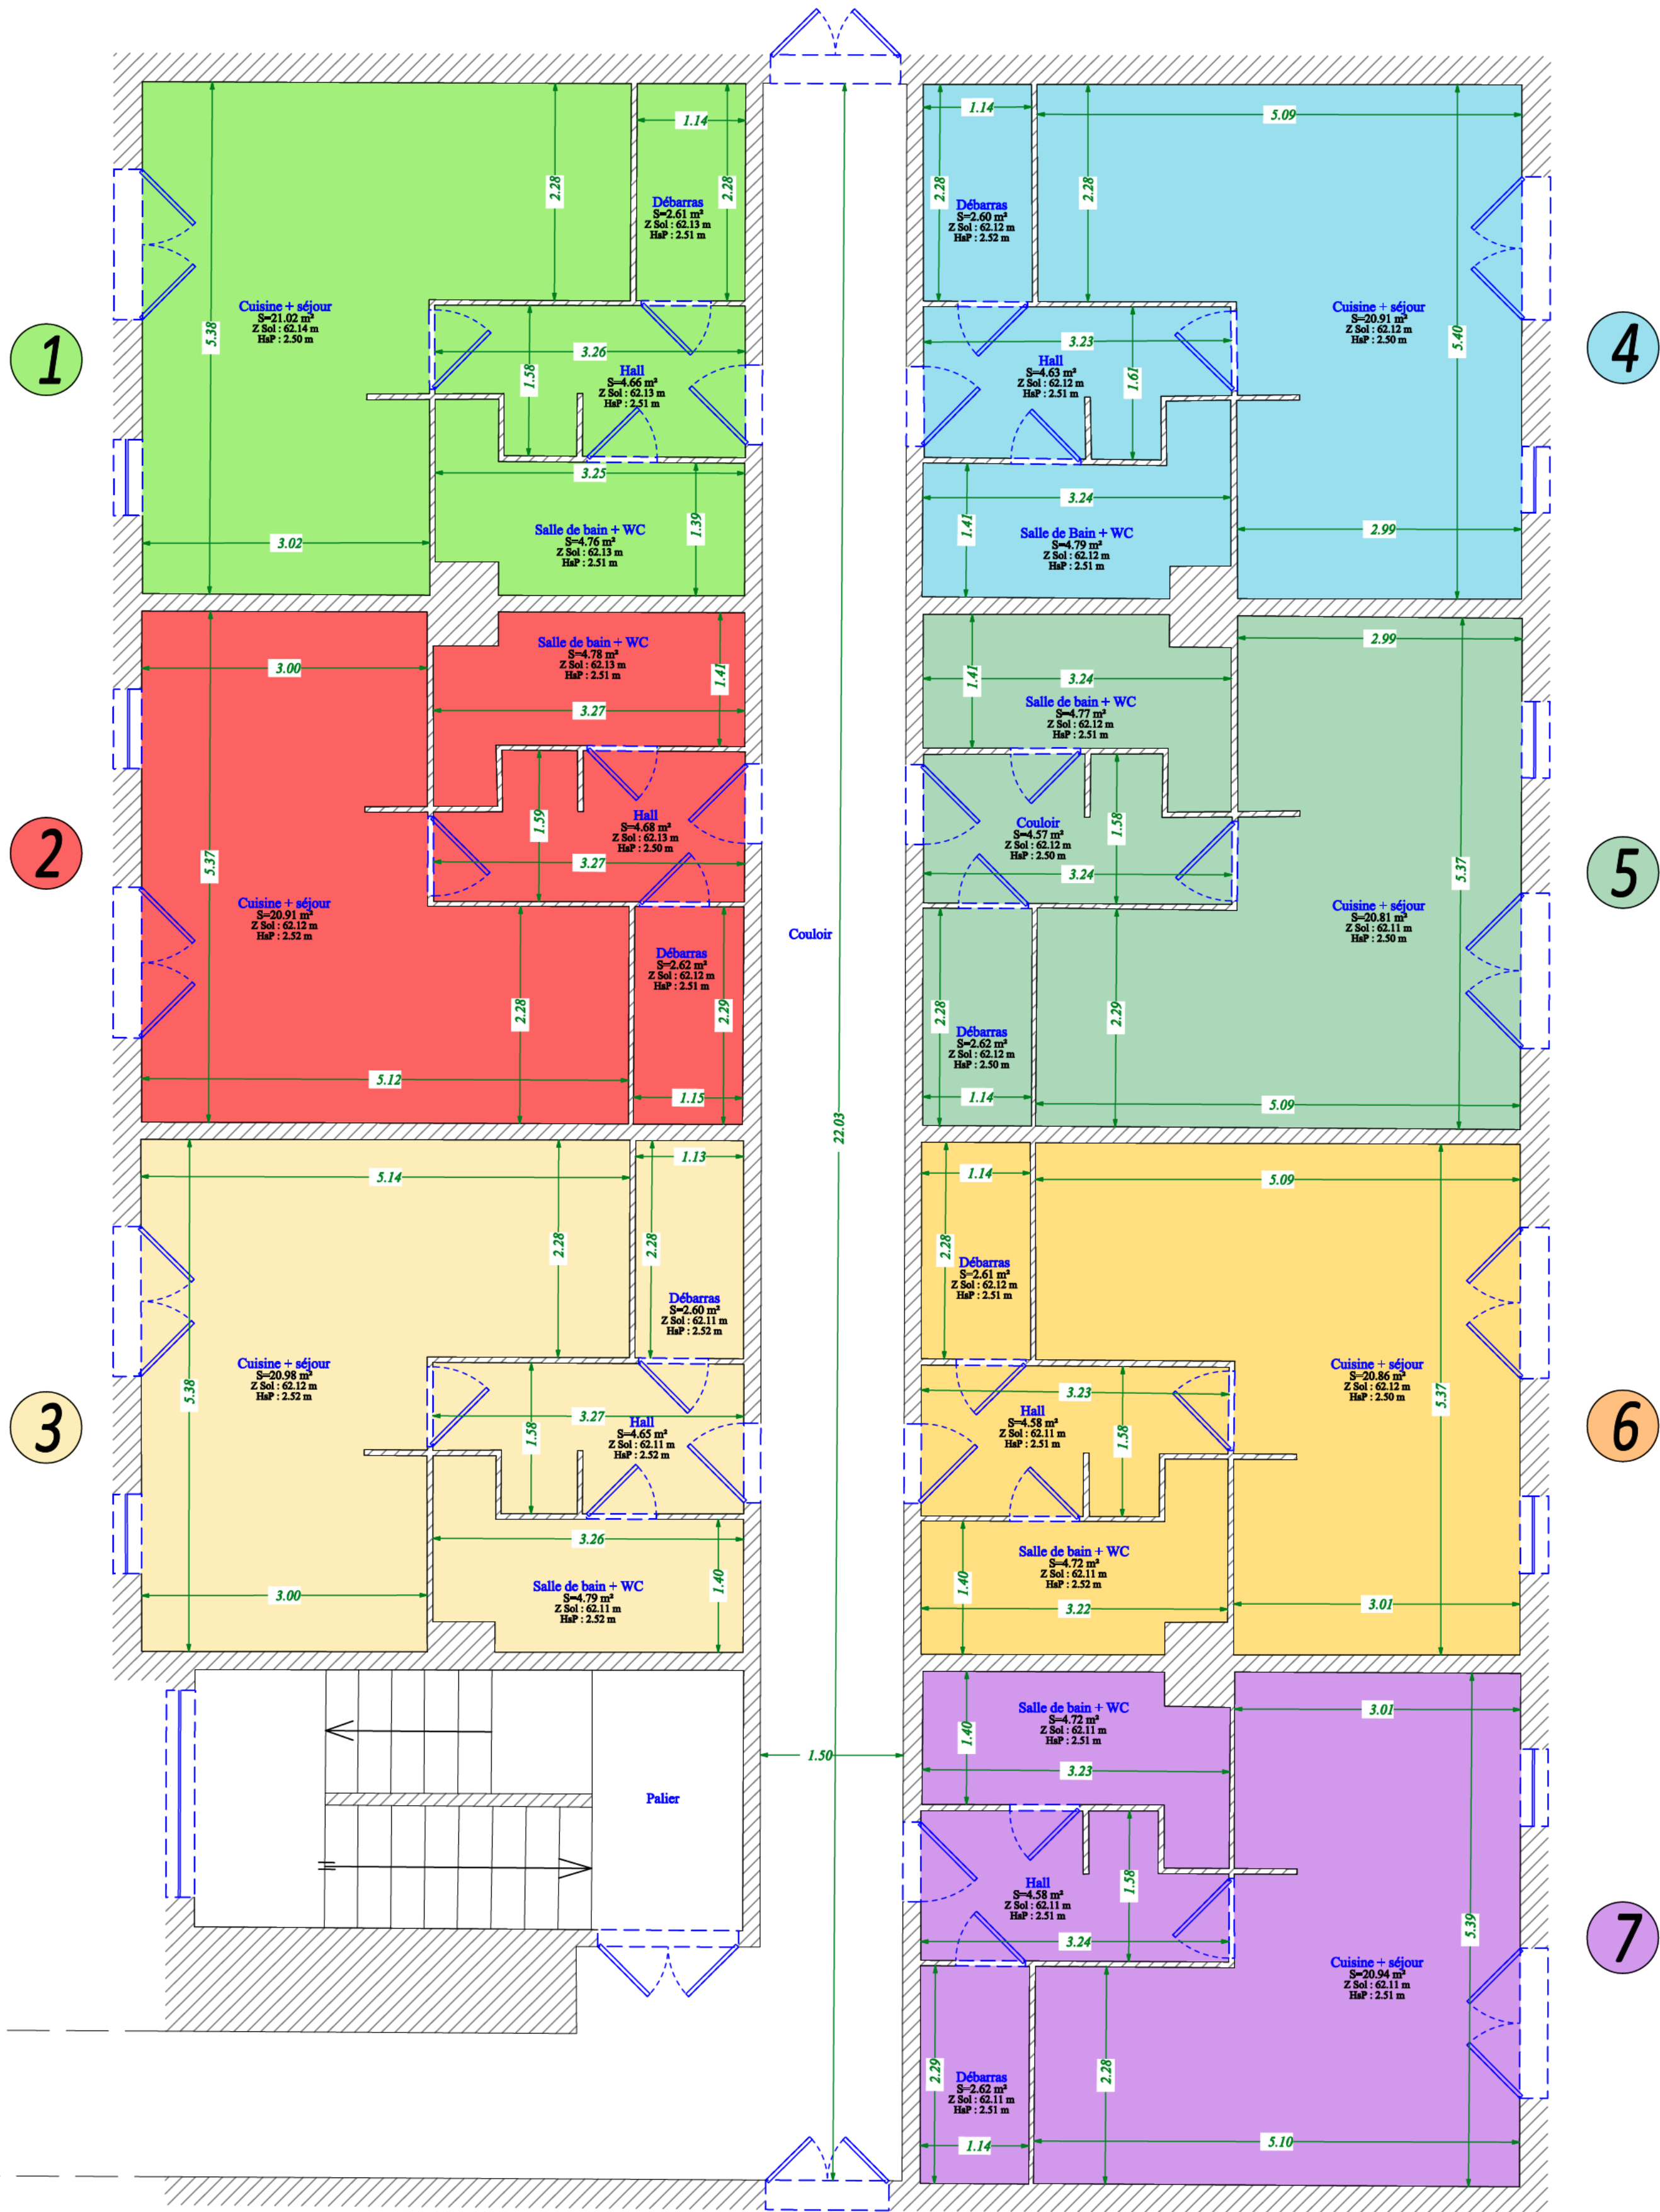 1
5.38
2.28
1.14
2.28
Débarras
S=2.61 m²
Z Sol : 62.13 m
HsP : 2.51 m
Cuisine + séjour
S=21.02 m²
Z Sol : 62.14 m
HsP : 2.50 m
3.26
1.58
Hall
S=4.66 m²
Z Sol : 62.13 m
HsP : 2.51 m
3.25
3.02
1.39
Salle de bain + WC
S=4.76 m²
Z Sol : 62.13 m
HsP : 2.51 m
2
3.00
Salle de bain + WC
S=4.78 m²
Z Sol : 62.13 m
HsP : 2.51 m
1.41
3.27
5.37
1.59
Hall
S=4.68 m²
Z Sol : 62.13 m
HsP : 2.50 m
3.27
Cuisine + séjour
S=20.91 m²
Z Sol : 62.12 m
HsP : 2.52 m
Débarras
S=2.62 m²
Z Sol : 62.12 m
HsP : 2.51 m
2.28
2.29
5.12
1.15
3
5.14
1.13
2.28
2.28
Débarras
S=2.60 m²
Z Sol : 62.11 m
HsP : 2.52 m
Cuisine + séjour
S=20.98 m²
Z Sol : 62.12 m
HsP : 2.52 m
5.38
3.27
1.58
Hall
S=4.65 m²
Z Sol : 62.11 m
HsP : 2.52 m
3.26
3.00
1.40
Salle de bain + WC
S=4.79 m²
Z Sol : 62.11 m
HsP : 2.52 m
Palier
Couloir
22.03
1.50
4
1.14
5.09
2.28
2.28
Débarras
S=2.60 m²
Z Sol : 62.12 m
HsP : 2.52 m
Cuisine + séjour
S=20.91 m²
Z Sol : 62.12 m
HsP : 2.50 m
5.40
3.23
Hall
S=4.63 m²
Z Sol : 62.12 m
HsP : 2.51 m
1.61
3.24
1.41
2.99
Salle de Bain + WC
S=4.79 m²
Z Sol : 62.12 m
HsP : 2.51 m
5
2.99
1.41
3.24
Salle de bain + WC
S=4.77 m²
Z Sol : 62.12 m
HsP : 2.51 m
Couloir
S=4.57 m²
Z Sol : 62.12 m
HsP : 2.50 m
1.58
3.24
5.37
Cuisine + séjour
S=20.81 m²
Z Sol : 62.11 m
HsP : 2.50 m
2.28
2.29
Débarras
S=2.62 m²
Z Sol : 62.12 m
HsP : 2.50 m
1.14
5.09
6
1.14
5.09
2.28
Débarras
S=2.61 m²
Z Sol : 62.12 m
HsP : 2.51 m
Cuisine + séjour
S=20.86 m²
Z Sol : 62.12 m
HsP : 2.50 m
5.37
3.23
Hall
S=4.58 m²
Z Sol : 62.11 m
HsP : 2.51 m
1.58
Salle de bain + WC
S=4.72 m²
Z Sol : 62.11 m
HsP : 2.52 m
1.40
3.22
3.01
7
3.01
Salle de bain + WC
S=4.72 m²
Z Sol : 62.11 m
HsP : 2.51 m
1.40
3.23
Hall
S=4.58 m²
Z Sol : 62.11 m
HsP : 2.51 m
1.58
3.24
5.39
Cuisine + séjour
S=20.94 m²
Z Sol : 62.11 m
HsP : 2.51 m
2.29
2.28
Débarras
S=2.62 m²
Z Sol : 62.11 m
HsP : 2.51 m
1.14
5.10